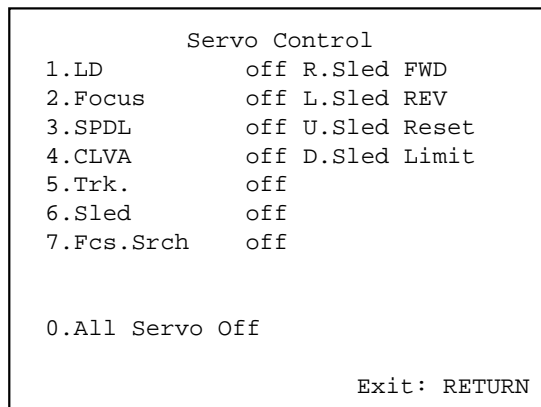 Servo Control
1.LD off R.Sled FWD
2.Focus off L.Sled REV
3.SPDL off U.Sled Reset
4.CLVA off D.Sled Limit
5.Trk. off
6.Sled off
7.Fcs.Srch off
0.All Servo Off
Exit: RETURN